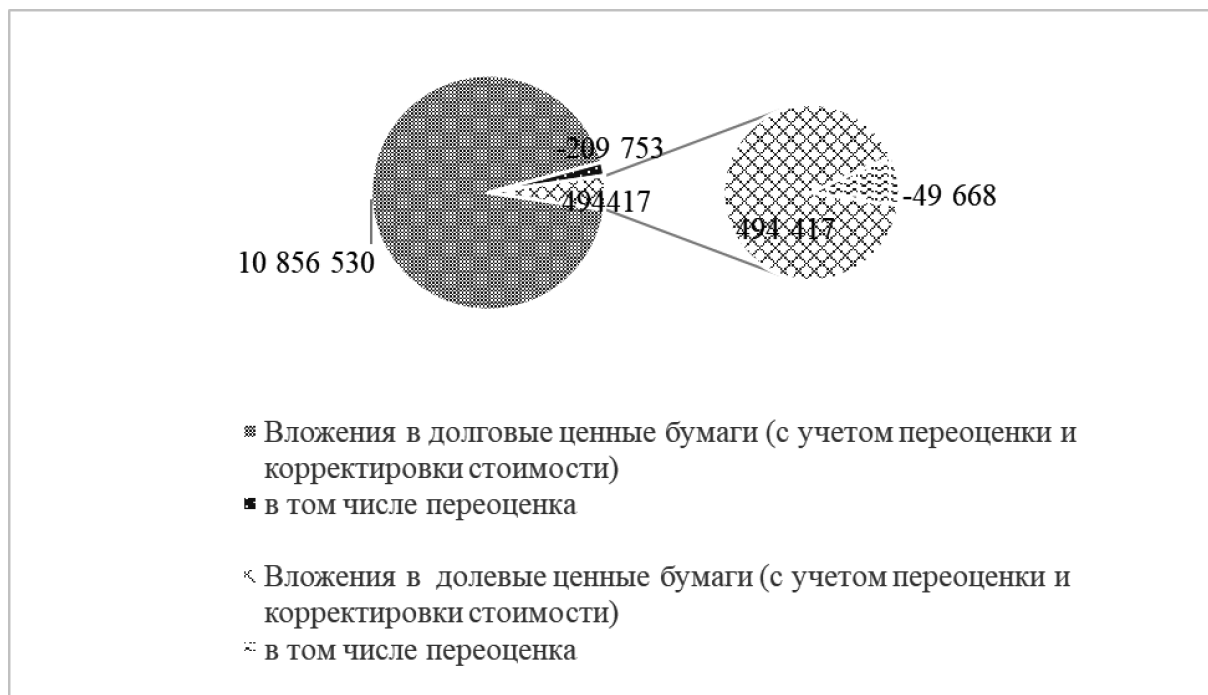 -209 753
494417
10 856 530
494 417
-49 668
Вложения в долговые ценные бумаги (с учетом переоценки и
корректировки стоимости)
в том числе переоценка
Вложения в долевые ценные бумаги (с учетом переоценки и
корректировки стоимости)
в том числе переоценка